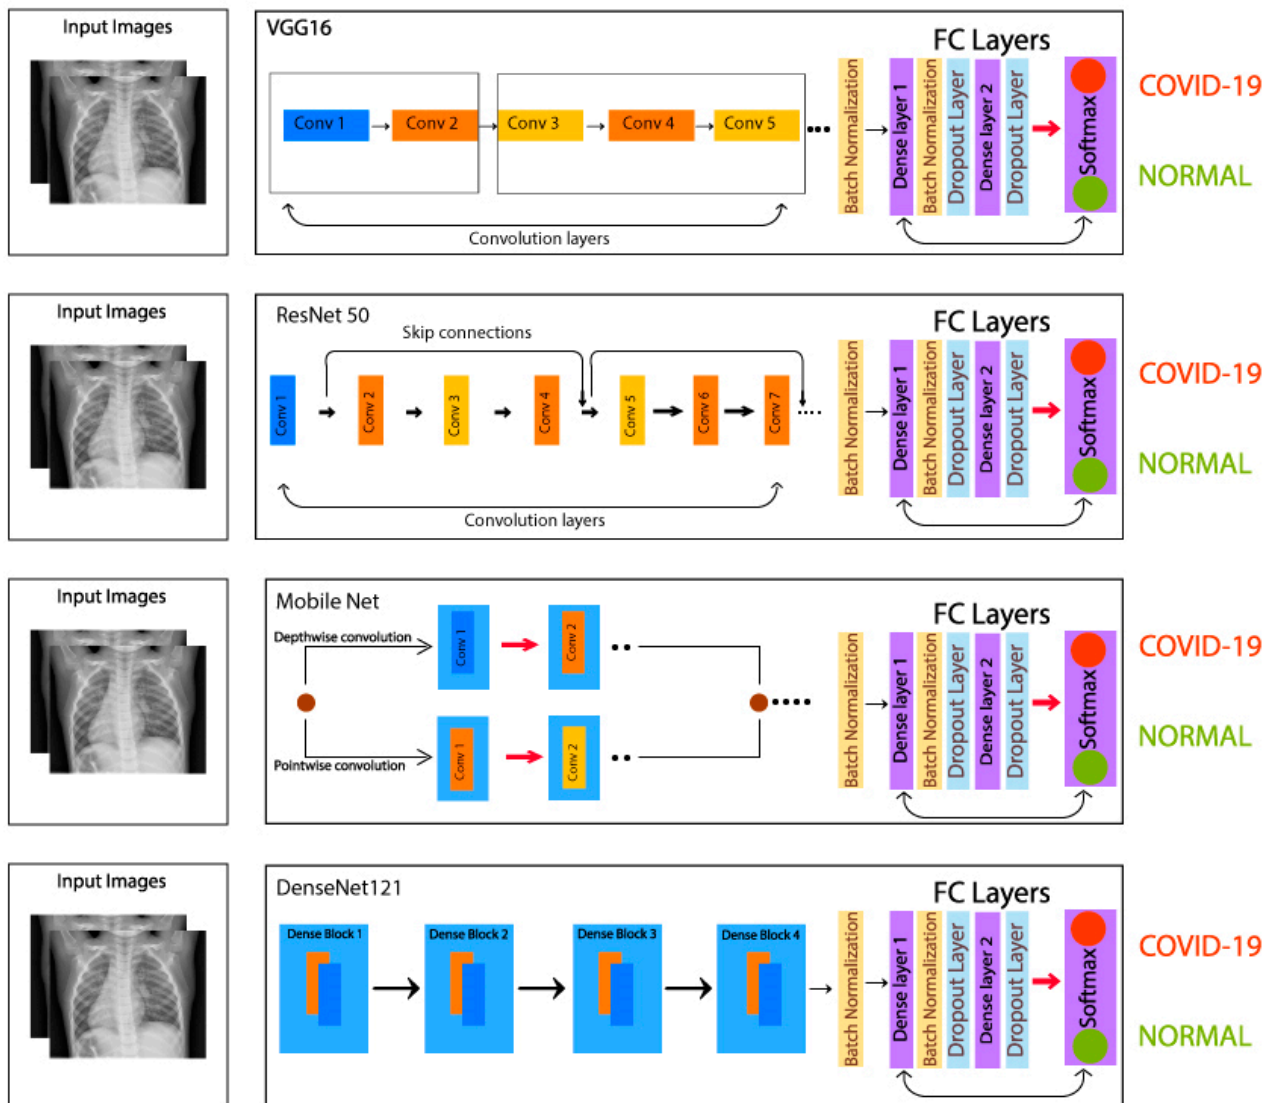 Input Images
VGG16
FC Layers
Conv 1
Conv 2
Conv 3
Conv 4
Conv 5
Batch Normalization
Dense layer 1
Batch Normalization
Dropout Layer
Dense layer 2
Dropout Layer
Softmax
COVID-19
NORMAL
Convolution layers
Input Images
ResNet 50
Skip connections
FC Layers
Conv 1
Conv 2
Conv 3
Conv 4
Conv 5
Conv 6
Conv 7
Batch Normalization
Dense layer 1
Batch Normalization
Dropout Layer
Dense layer 2
Dropout Layer
Softmax
COVID-19
NORMAL
Convolution layers
Input Images
Mobile Net
FC Layers
Depthwise convolution
Conv 1
Conv 2
Pointwise convolution
Conv 1
Conv 2
Batch Normalization
Dense layer 1
Batch Normalization
Dropout Layer
Dense layer 2
Dropout Layer
Softmax
COVID-19
NORMAL
Input Images
DenseNet121
FC Layers
Dense Block 1
Dense Block 2
Dense Block 3
Dense Block 4
Batch Normalization
Dense layer 1
Batch Normalization
Dropout Layer
Dense layer 2
Dropout Layer
Softmax
COVID-19
NORMAL